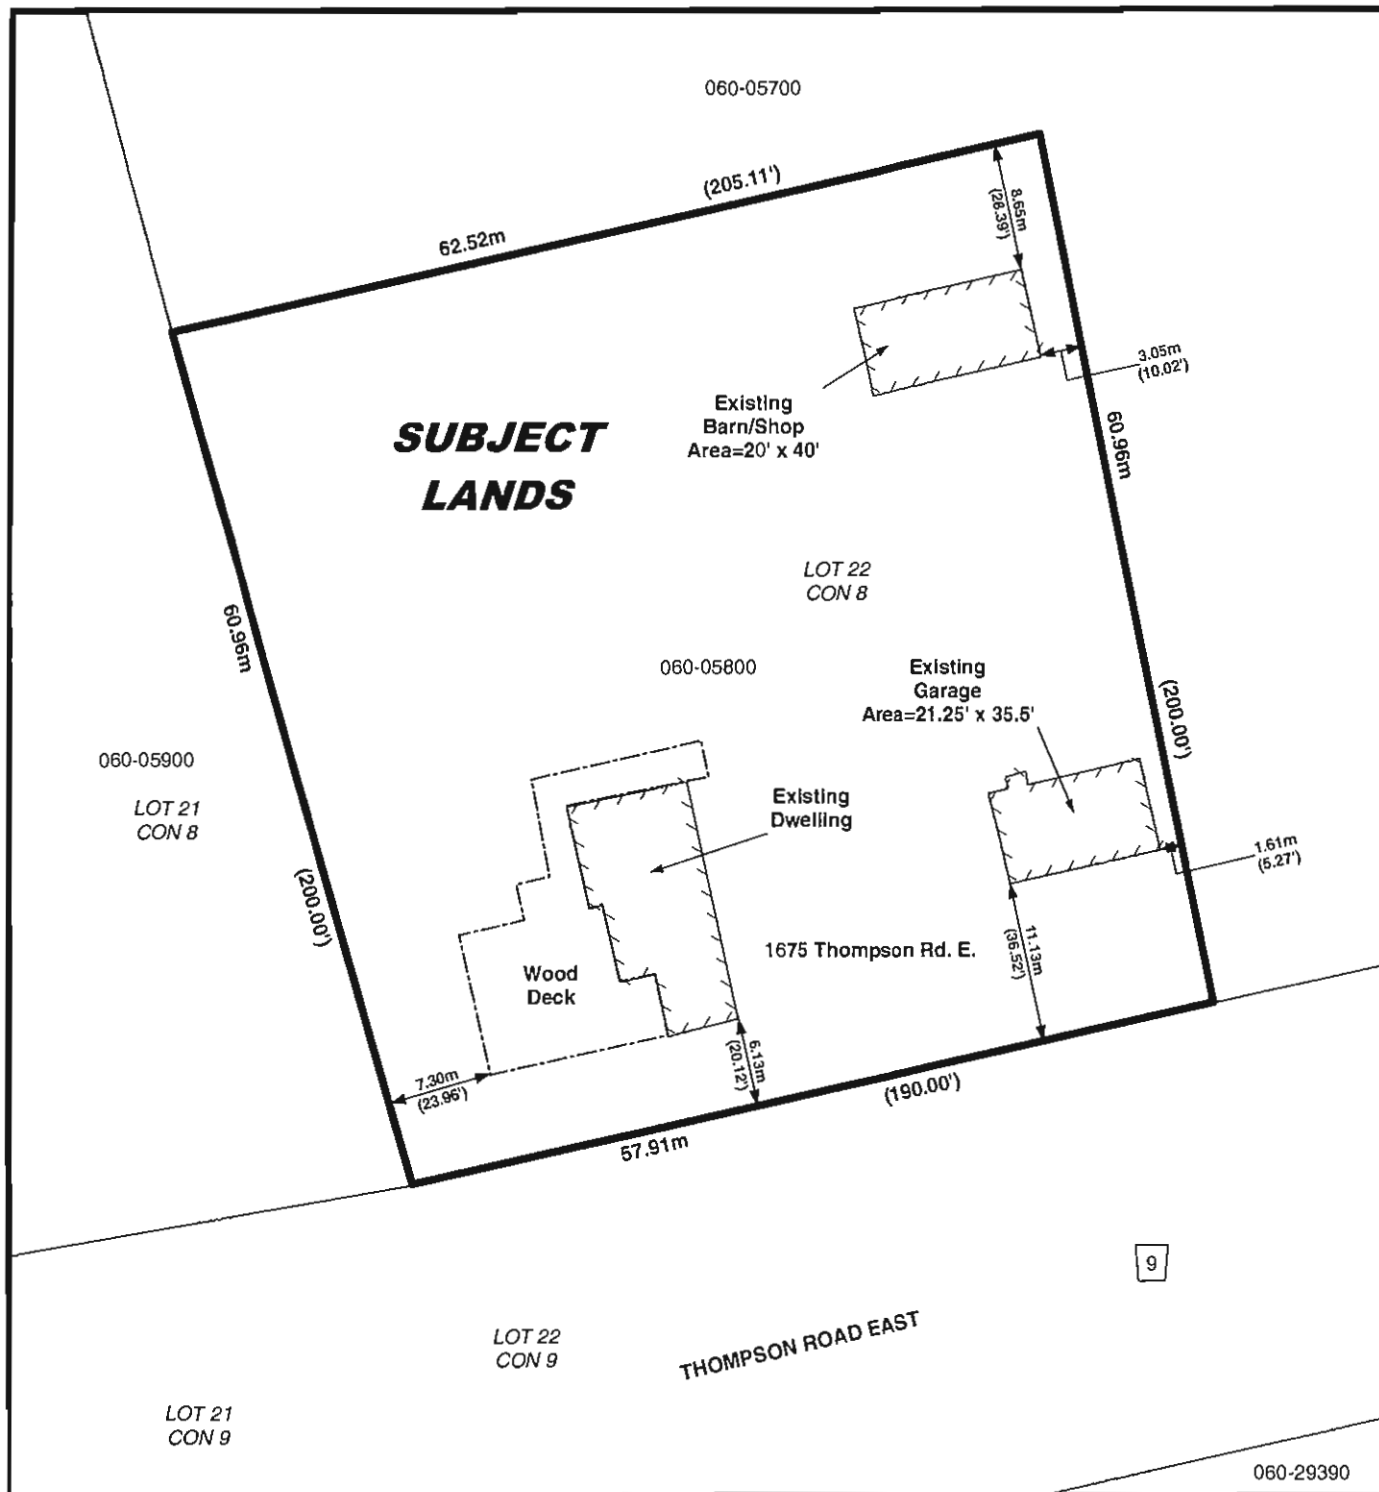 060-05700
(205.11')
62.52m
8.65m
(28.39')
3.05m
(10.02')
Existing
Barn/Shop
Area=20' x 40'
SUBJECT
LANDS
60.96m
LOT 22
CON 8
60.96m
060-05800
Existing
Garage
Area=21.25' x 35.5'
(200.00')
060-05900
LOT 21
CON 8
Existing
Dwelling
1.61m
(5.27')
(200.00')
1675 Thompson Rd. E.
11.13m
(36.52')
Wood
Deck
6.13m
(20.12')
7.30m
(23.96')
(190.00')
57.91m
9
THOMPSON ROAD EAST
LOT 22
CON 9
LOT 21
CON 9
060-29390